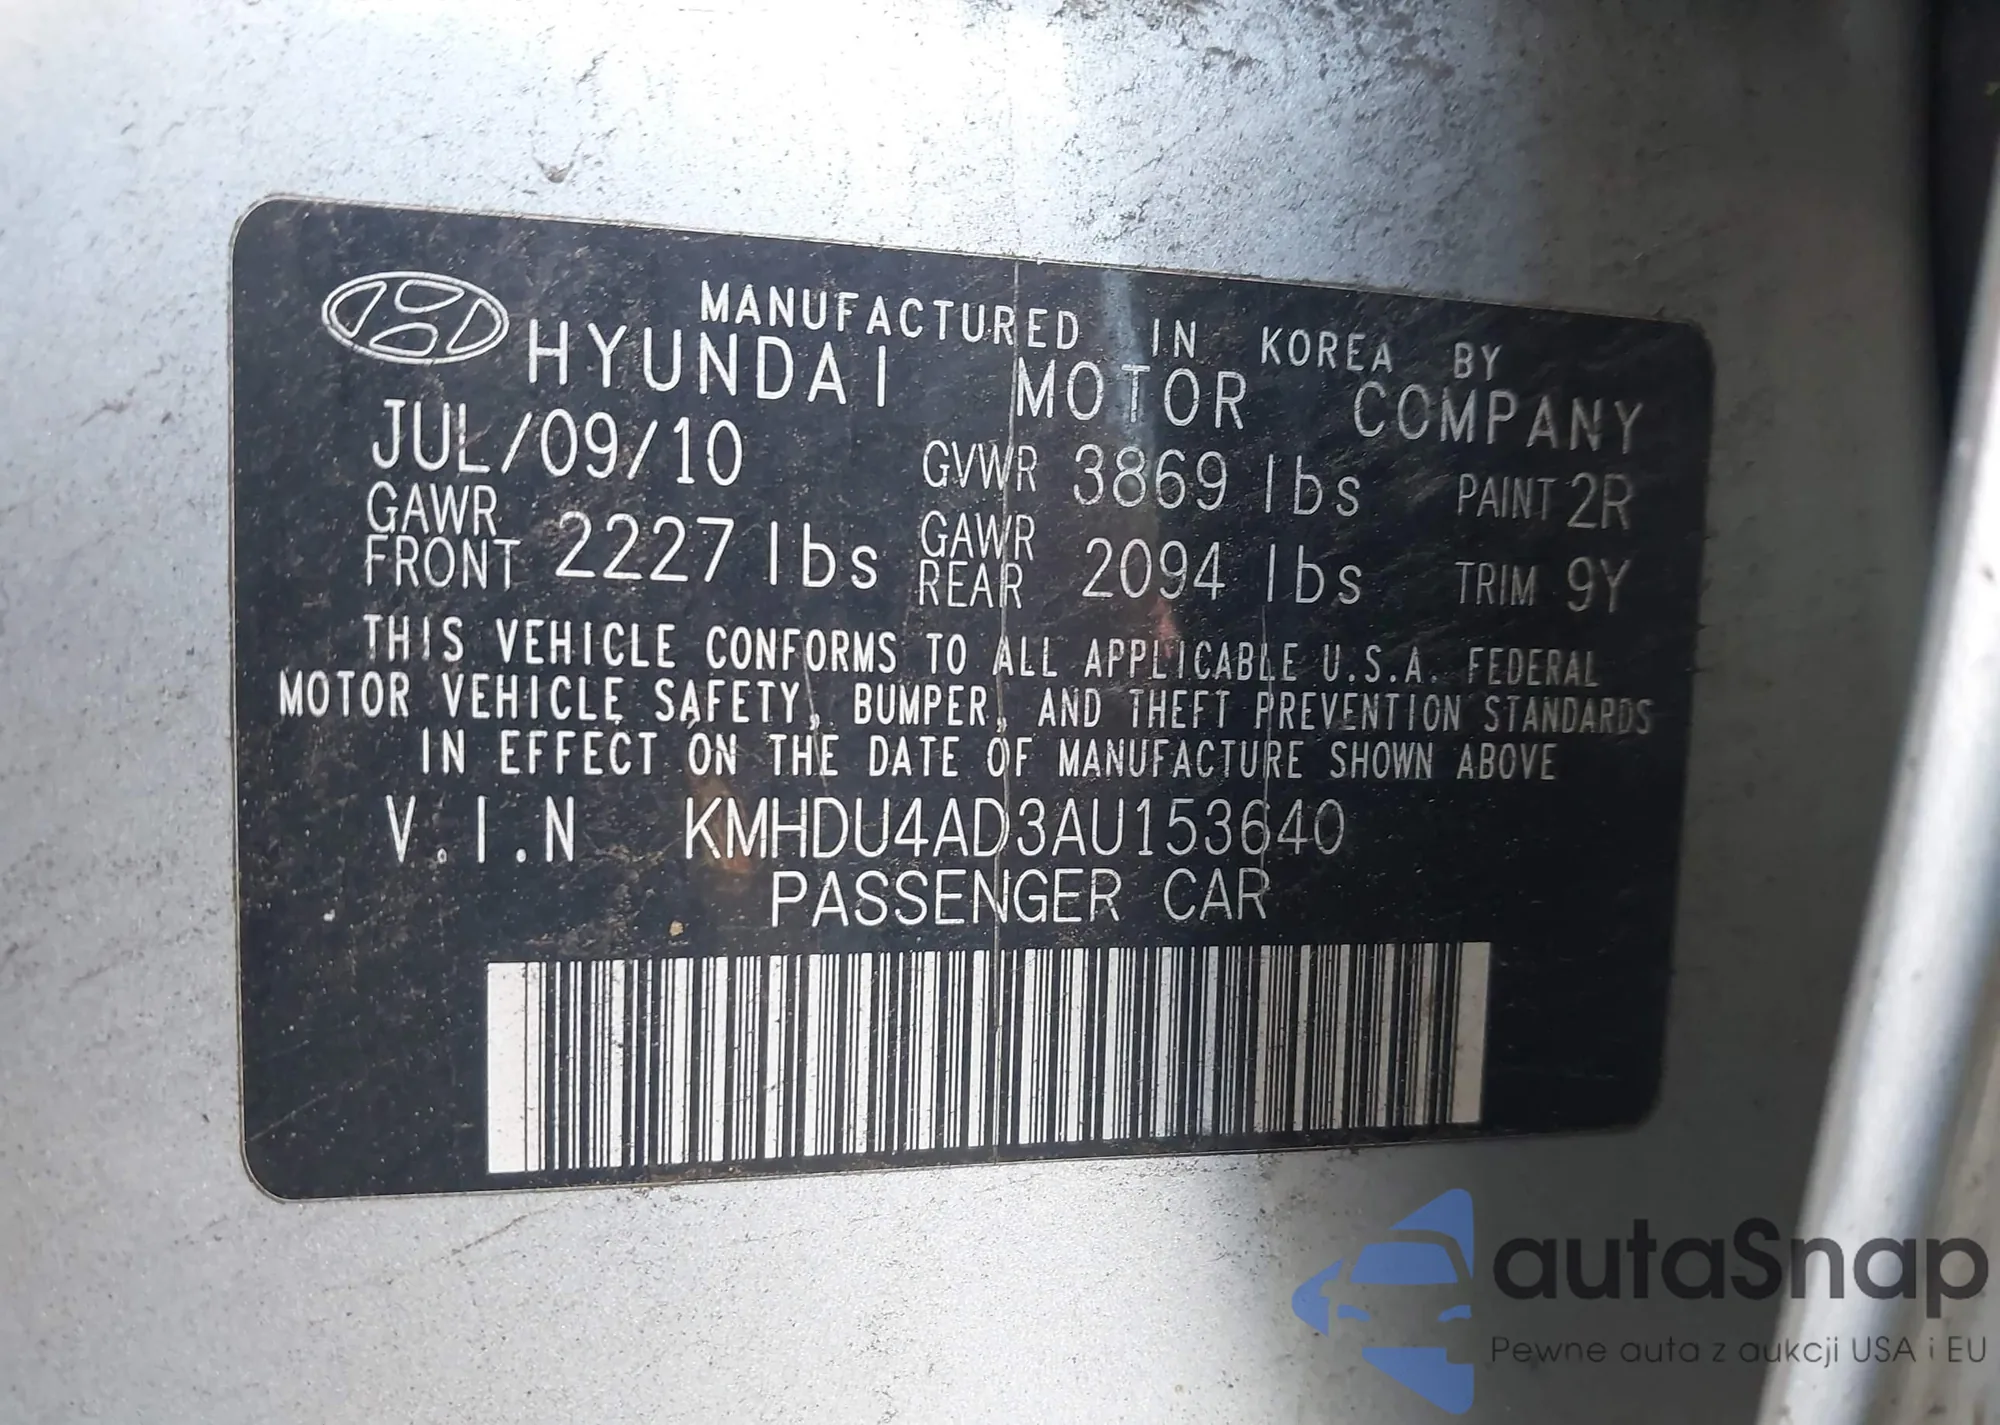 MANUFACTURED IN KOREA BY
HYUNDAI MOTOR COMPANY
JUL/09/10 GVWR 3869 lbs PAINT 2R
GAWR FRONT 2227 lbs GAWR REAR 2094 lbs TRIM 9Y
THIS VEHICLE CONFORMS TO ALL APPLICABLE U.S.A. FEDERAL
MOTOR VEHICLE SAFETY, BUMPER, AND THEFT PREVENTION STANDARDS
IN EFFECT ON THE DATE OF MANUFACTURE SHOWN ABOVE
V.I.N KMHDU4AD3AU153640
PASSENGER CAR
autaSnap
Pewne auta z aukcji USA i EU